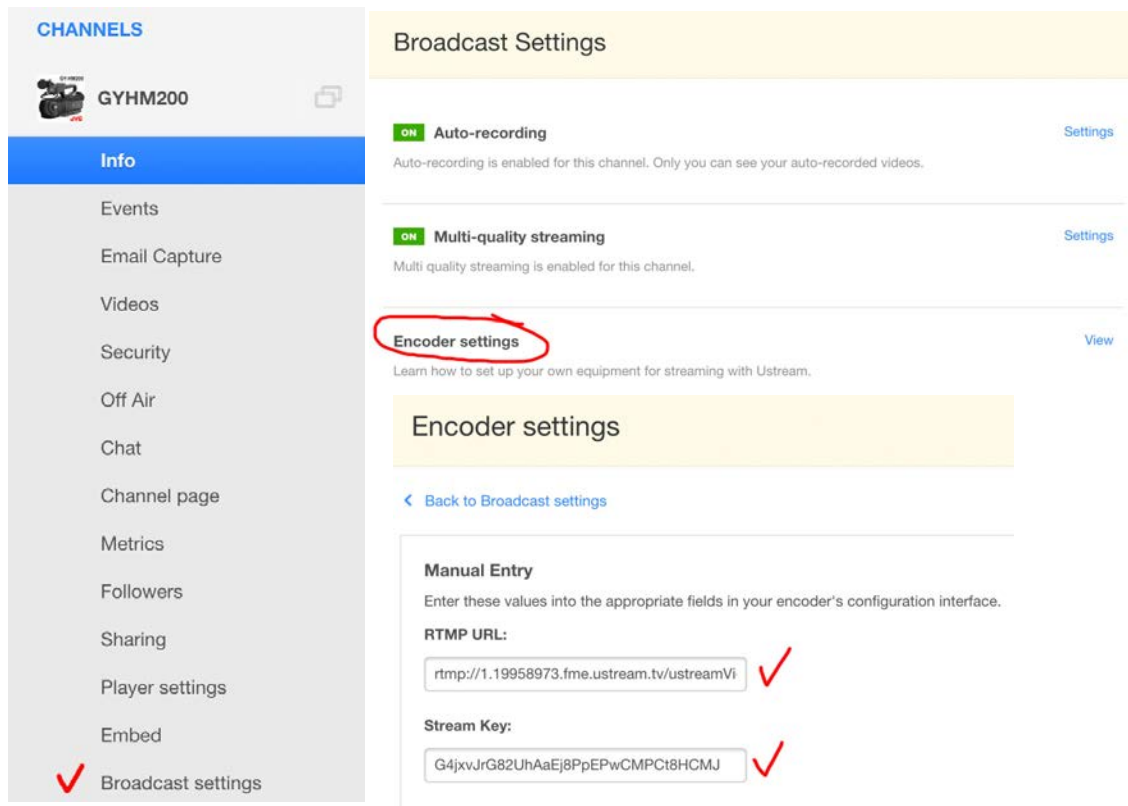 CHANNELS
GYHM200
Info
Events
Email Capture
Videos
Security
Off Air
Chat
Channel page
Metrics
Followers
Sharing
Player settings
Embed
Broadcast settings
Broadcast Settings
ON Auto-recording Settings
Auto-recording is enabled for this channel. Only you can see your auto-recorded videos.
ON Multi-quality streaming Settings
Multi quality streaming is enabled for this channel.
Encoder settings View
Learn how to set up your own equipment for streaming with Ustream.
Encoder settings
Back to Broadcast settings
Manual Entry
Enter these values into the appropriate fields in your encoder's configuration interface.
RTMP URL:
rtmp://1.19958973.fme.ustream.tv/ustreamVi
Stream Key:
G4jxvJrG82UhAaEj8PpEPwCMPCt8HCMJ